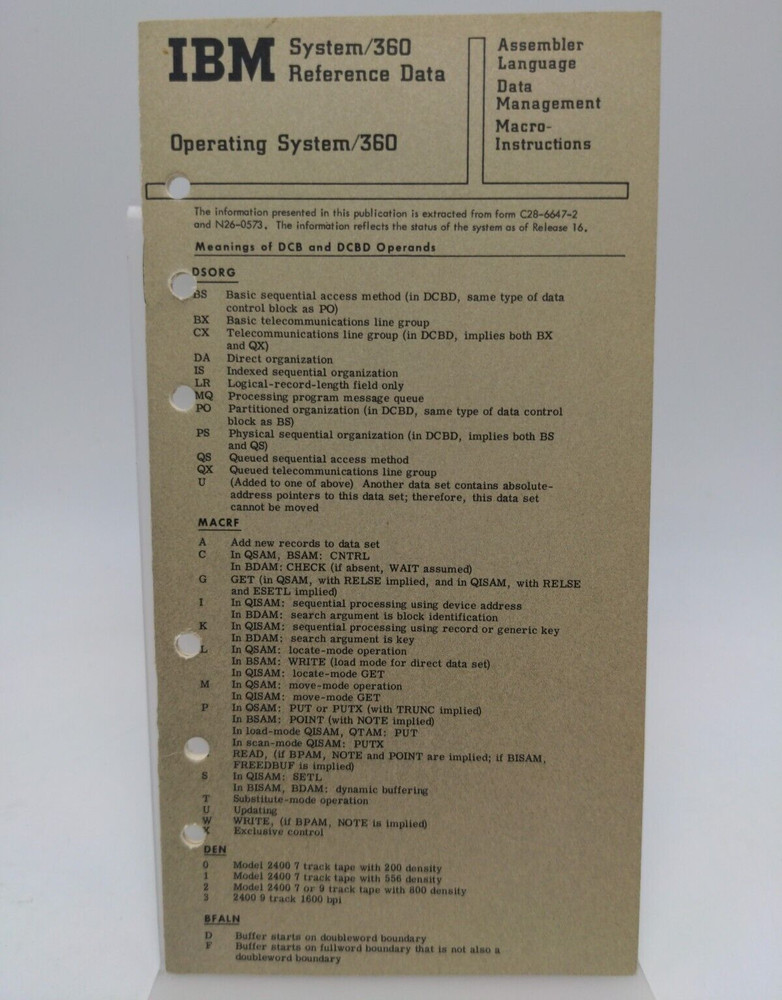 IBM System/360
Reference Data
Operating System/360
Assembler
Language
Data
Management
Macro-
Instructions
The information presented in this publication is extracted from form C28-6647-2
and N26-0573. The information reflects the status of the system as of Release 16.
Meanings of DCB and DCBD Operands
DSORG
BS Basic sequential access method (in DCBD, same type of data
control block as PO)
BX Basic telecommunications line group
CX Telecommunications line group (in DCBD, implies both BX
and QX)
DA Direct organization
IS Indexed sequential organization
LR Logical-record-length field only
MQ Processing program message queue
PO Partitioned organization (in DCBD, same type of data control
block as BS)
PS Physical sequential organization (in DCBD, implies both BS
and QS)
QS Queued sequential access method
QX Queued telecommunications line group
U (Added to one of above) Another data set contains absolute-
address pointers to this data set; therefore, this data set
cannot be moved
MACRF
A Add new records to data set
C In QSAM, BSAM: CNTRL
In BDAM: CHECK (if absent, WAIT assumed)
G GET (in QSAM, with RELSE implied, and in QISAM, with RELSE
and ESETL implied)
I In QISAM: sequential processing using device address
In BDAM: search argument is block identification
K In QISAM: sequential processing using record or generic key
In BDAM: search argument is key
L In QSAM: locate-mode operation
In BSAM: WRITE (load mode for direct data set)
In QISAM: locate-mode GET
M In QSAM: move-mode operation
In QISAM: move-mode GET
P In QSAM: PUT or PUTX (with TRUNC implied)
In BSAM: POINT (with NOTE implied)
In load-mode QISAM, QTAM: PUT
In scan-mode QISAM: PUTX
READ, (if BPAM, NOTE and POINT are implied; if BISAM,
FREEDBUF is implied)
S In QISAM: SETL
In BISAM, BDAM: dynamic buffering
T Substitute-mode operation
U Updating
W WRITE, (if BPAM, NOTE is implied)
X Exclusive control
DEN
0 Model 2400 7 track tape with 200 density
1 Model 2400 7 track tape with 556 density
2 Model 2400 7 or 9 track tape with 800 density
3 2400 9 track 1600 bpi
BFALN
D Buffer starts on doubleword boundary
F Buffer starts on fullword boundary that is not also a
doubleword boundary